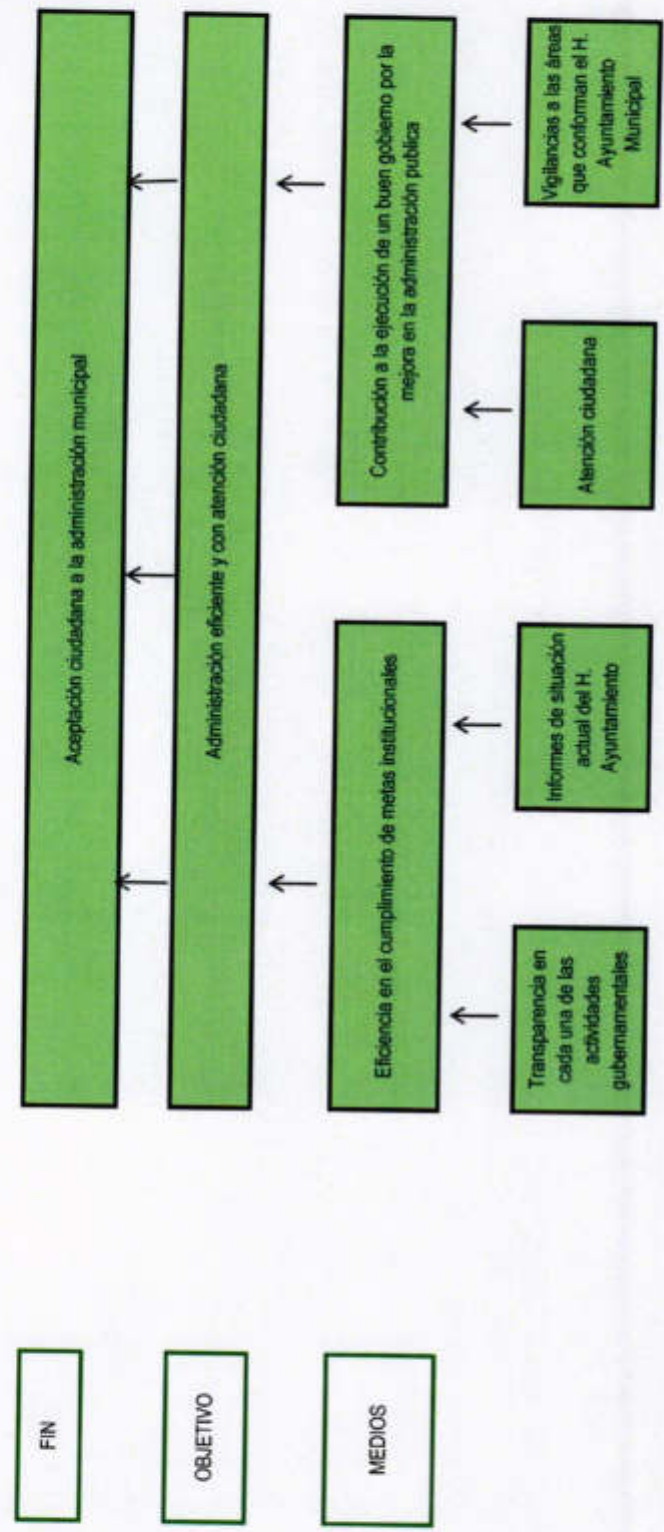 FIN
Aceptación ciudadana a la administración municipal
OBJETIVO
Administración eficiente y con atención ciudadana
MEDIOS
Eficiencia en el cumplimiento de metas institucionales
Contribución a la ejecución de un buen gobierno por la
mejora en la administración publica
Transparencia en
cada una de las
actividades
gubernamentales
Informes de situación
actual del H.
Ayuntamiento
Atención ciudadana
Vigilancias a las áreas
que conforman el H.
Ayuntamiento
Municipal